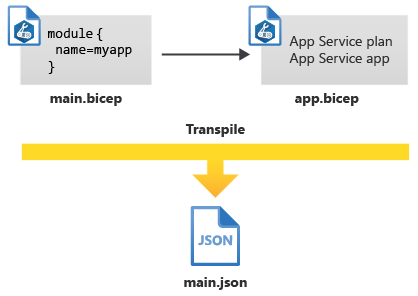 module {
name=myapp
}
main.bicep
App Service plan
App Service app
app.bicep
Transpile
JSON
main.json